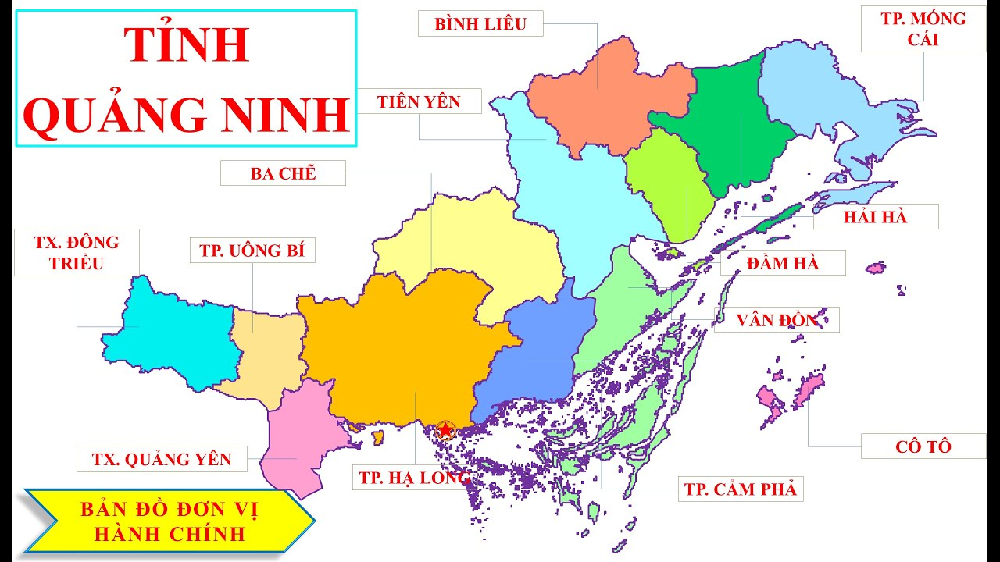 TỈNH
QUẢNG NINH
BÌNH LIÊU
TP. MÓNG
CÁI
TIÊN YÊN
BA CHẼ
HẢI HÀ
TX. ĐÔNG
TRIỀU
TP. UÔNG BÍ
ĐẦM HÀ
VÂN ĐỒN
CÔ TÔ
TX. QUẢNG YÊN
TP. HẠ LONG
TP. CẨM PHẢ
BẢN ĐỒ ĐƠN VỊ
HÀNH CHÍNH